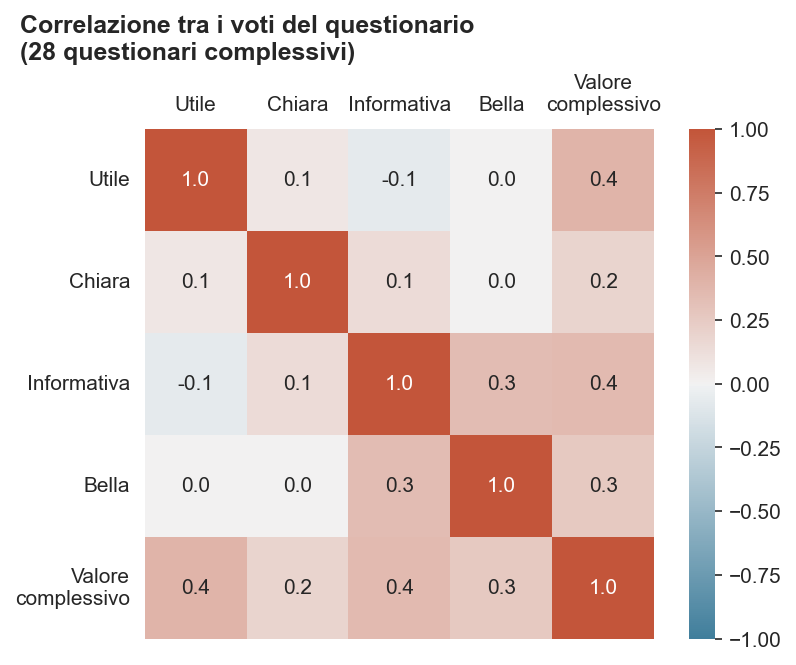 Correlazione tra i voti del questionario
(28 questionari complessivi)
Utile Chiara Informativa Bella Valore
complessivo
Utile 1.0 0.1 -0.1 0.0 0.4
Chiara 0.1 1.0 0.1 0.0 0.2
Informativa -0.1 0.1 1.0 0.3 0.4
Bella 0.0 0.0 0.3 1.0 0.3
Valore
complessivo 0.4 0.2 0.4 0.3 1.0
1.00
0.75
0.50
0.25
0.00
−0.25
−0.50
−0.75
−1.00